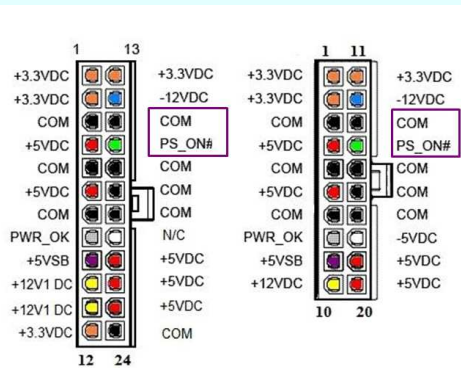 1 13
+3.3VDC +3.3VDC
+3.3VDC -12VDC
COM COM
+5VDC PS_ON#
COM COM
+5VDC COM
COM COM
PWR_OK N/C
+5VSB +5VDC
+12V1 DC +5VDC
+12V1 DC +5VDC
+3.3VDC COM
12 24
1 11
+3.3VDC +3.3VDC
+3.3VDC -12VDC
COM COM
+5VDC PS_ON#
COM COM
+5VDC COM
COM COM
PWR_OK -5VDC
+5VSB +5VDC
+12VDC +5VDC
10 20